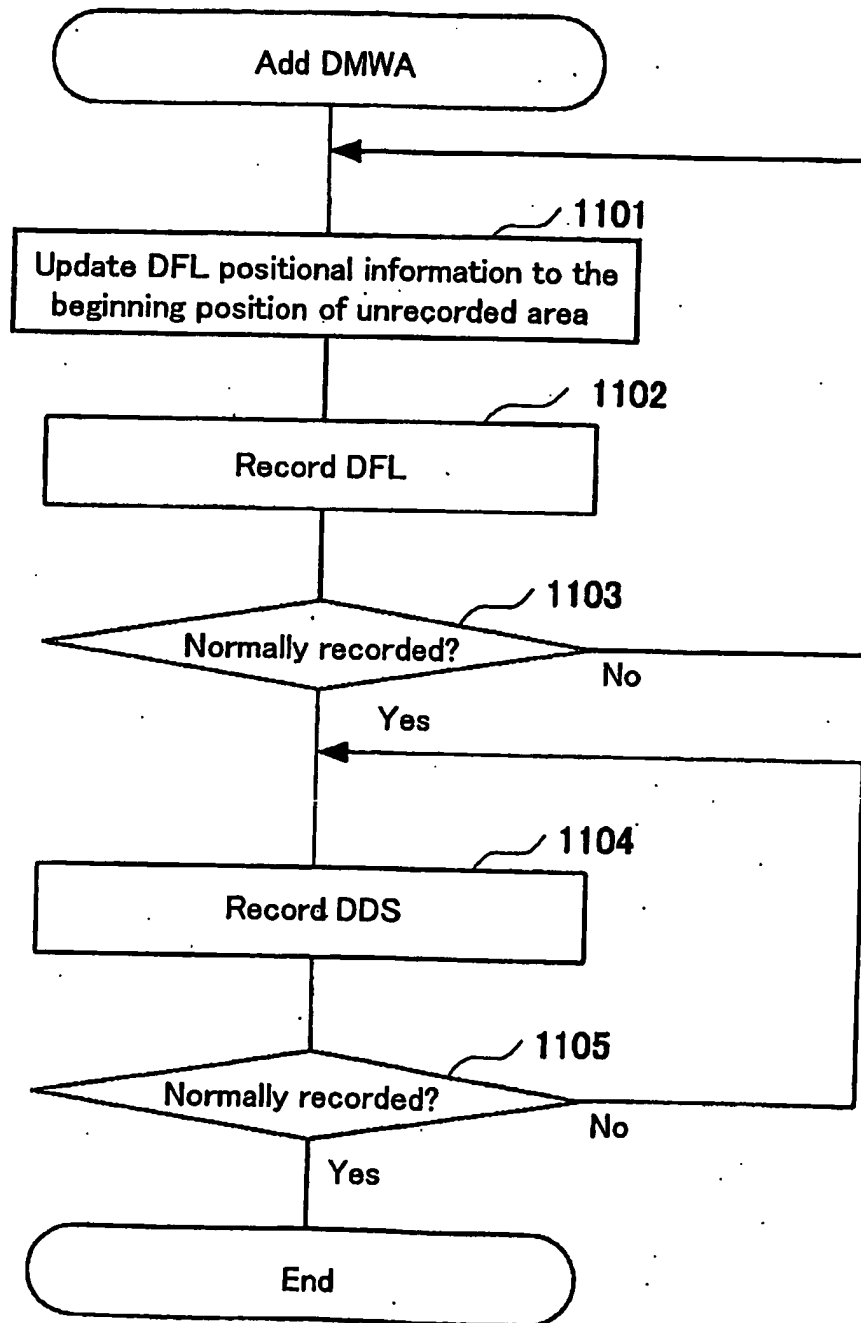 Add DMWA
1101
Update DFL positional information to the
beginning position of unrecorded area
1102
Record DFL
1103
Normally recorded?
No
Yes
1104
Record DDS
1105
Normally recorded?
No
Yes
End